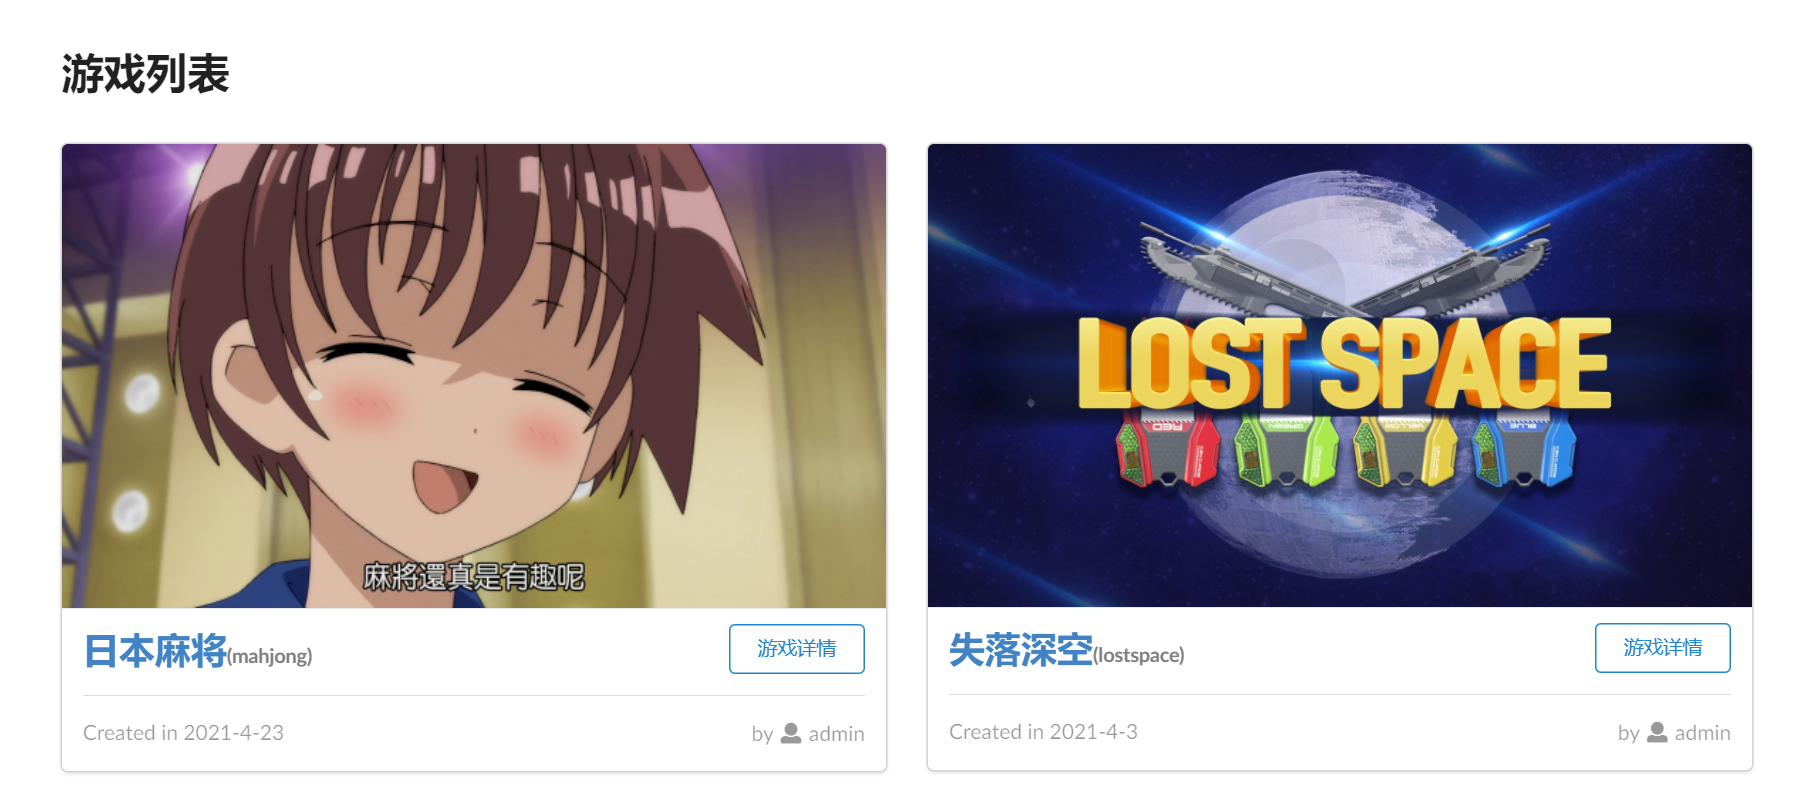 游戏列表
麻將還真是有趣呢
日本麻将(mahjong)
游戏详情
Created in 2021-4-23
by admin
LOST SPACE
RED
GREEN
YELLOW
BLUE
失落深空(lostspace)
游戏详情
Created in 2021-4-3
by admin